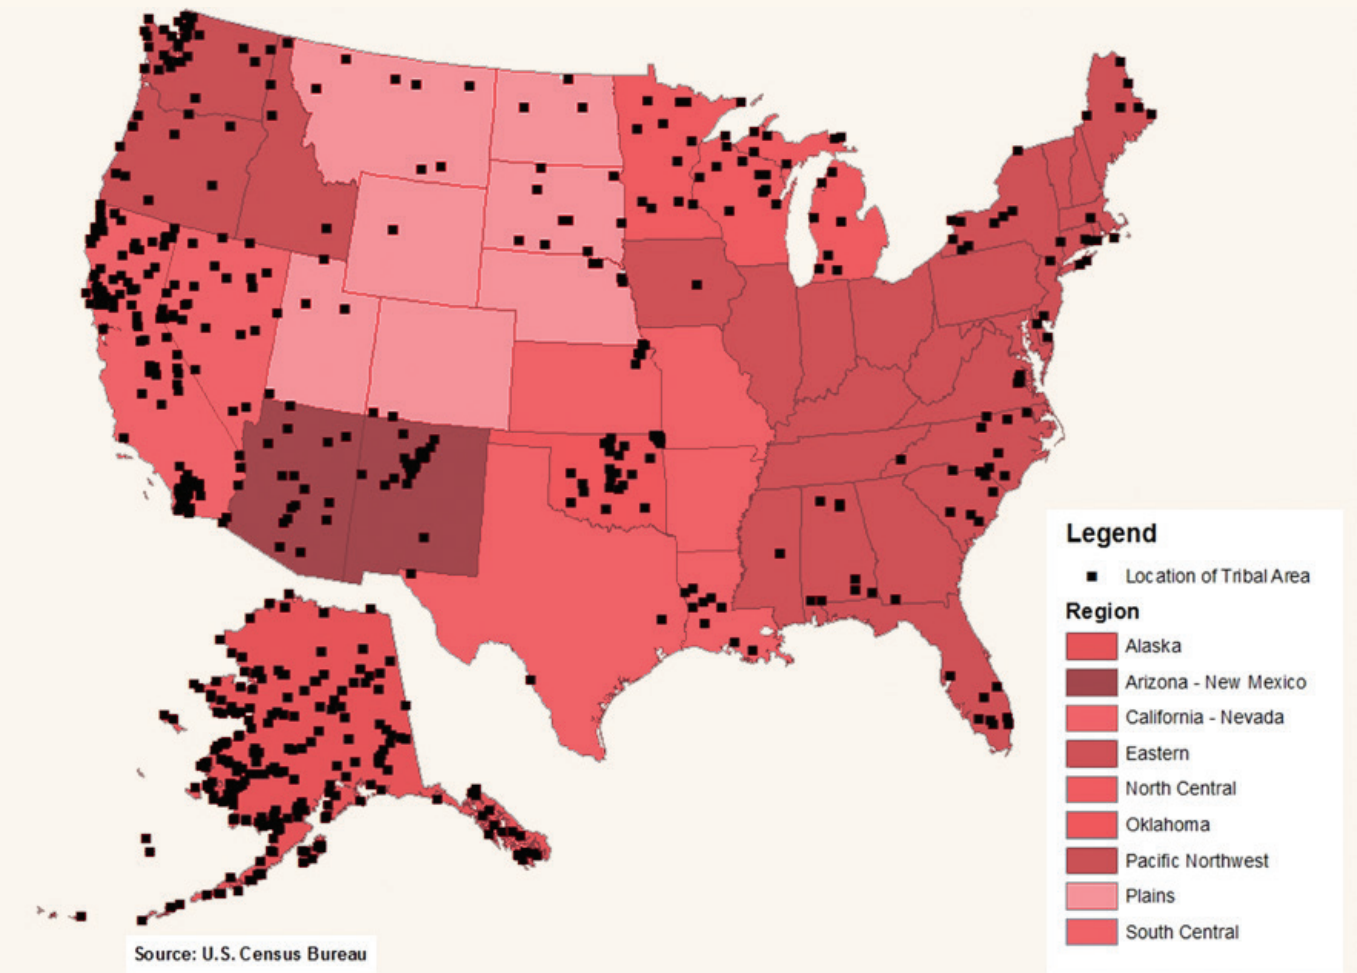 Legend
Location of Tribal Area
Region
Alaska
Arizona - New Mexico
California - Nevada
Eastern
North Central
Oklahoma
Pacific Northwest
Plains
South Central
Source: U.S. Census Bureau